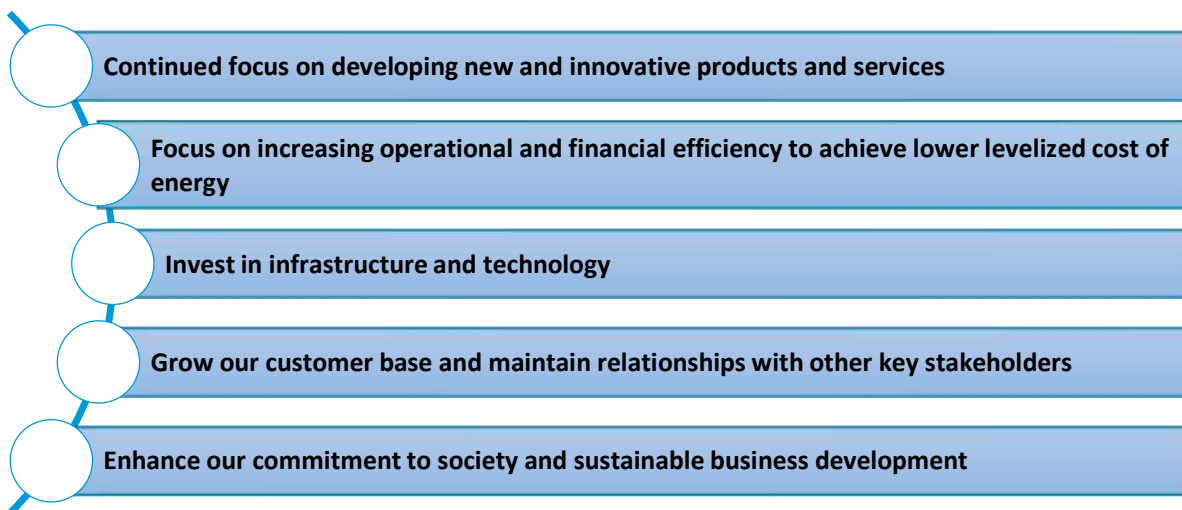 Continued focus on developing new and innovative products and services
Focus on increasing operational and financial efficiency to achieve lower levelized cost of
energy
Invest in infrastructure and technology
Grow our customer base and maintain relationships with other key stakeholders
Enhance our commitment to society and sustainable business development